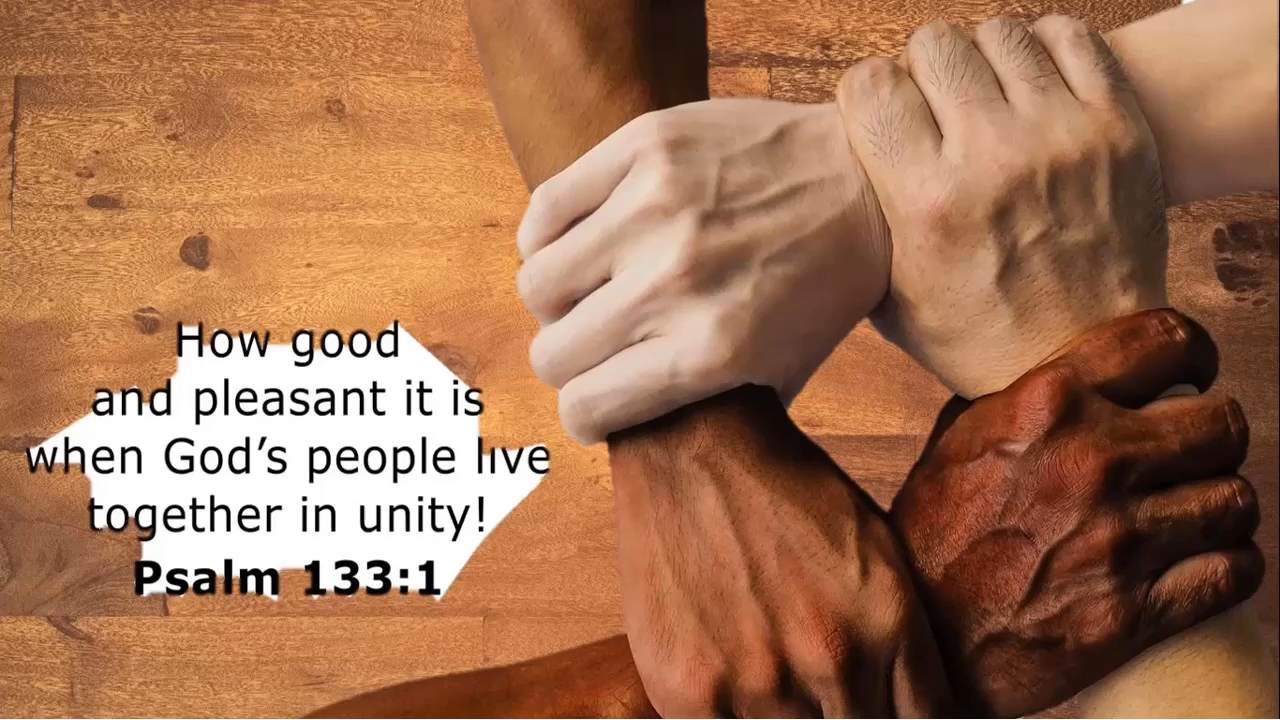 How good
and pleasant it is
when God’s people live
together in unity!
Psalm 133:1